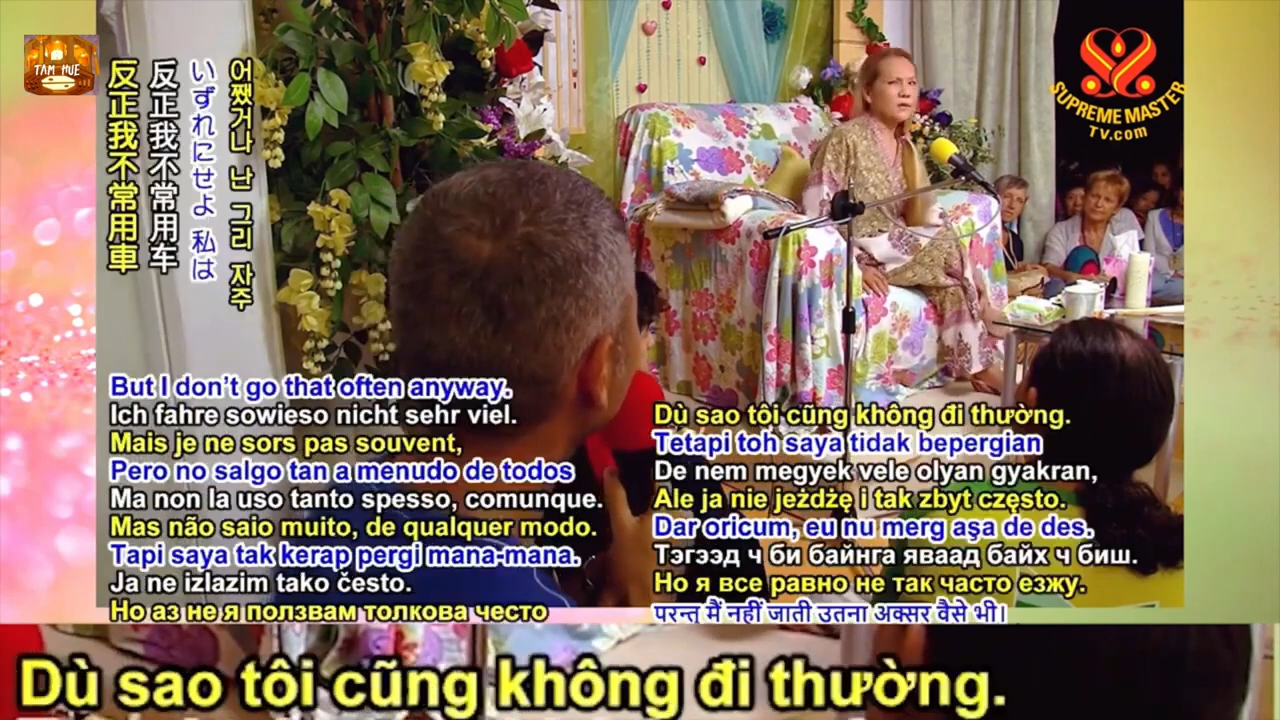 TAM HUE
SUPREME MASTER
TV.com
反正我不常用車
反正我不常用车
いずれにせよ 私は
어쨌거나 난 그리 자주
But I don't go that often anyway.
Ich fahre sowieso nicht sehr viel.
Mais je ne sors pas souvent,
Pero no salgo tan a menudo de todos
Ma non la uso tanto spesso, comunque.
Mas não saio muito, de qualquer modo.
Tapi saya tak kerap pergi mana-mana.
Ja ne izlazim tako često.
Но аз не я ползвам толкова често
Dù sao tôi cũng không đi thường.
Tetapi toh saya tidak bepergian
De nem megyek vele olyan gyakran,
Ale ja nie jeżdżę i tak zbyt często.
Dar oricum, eu nu merg aşa de des.
Тэгээд ч би байнга яваад байх ч биш.
Но я все равно не так часто езжу.
परन्तु मैं नहीं जाती उतना अक्सर वैसे भी।
Dù sao tôi cũng không đi thường.